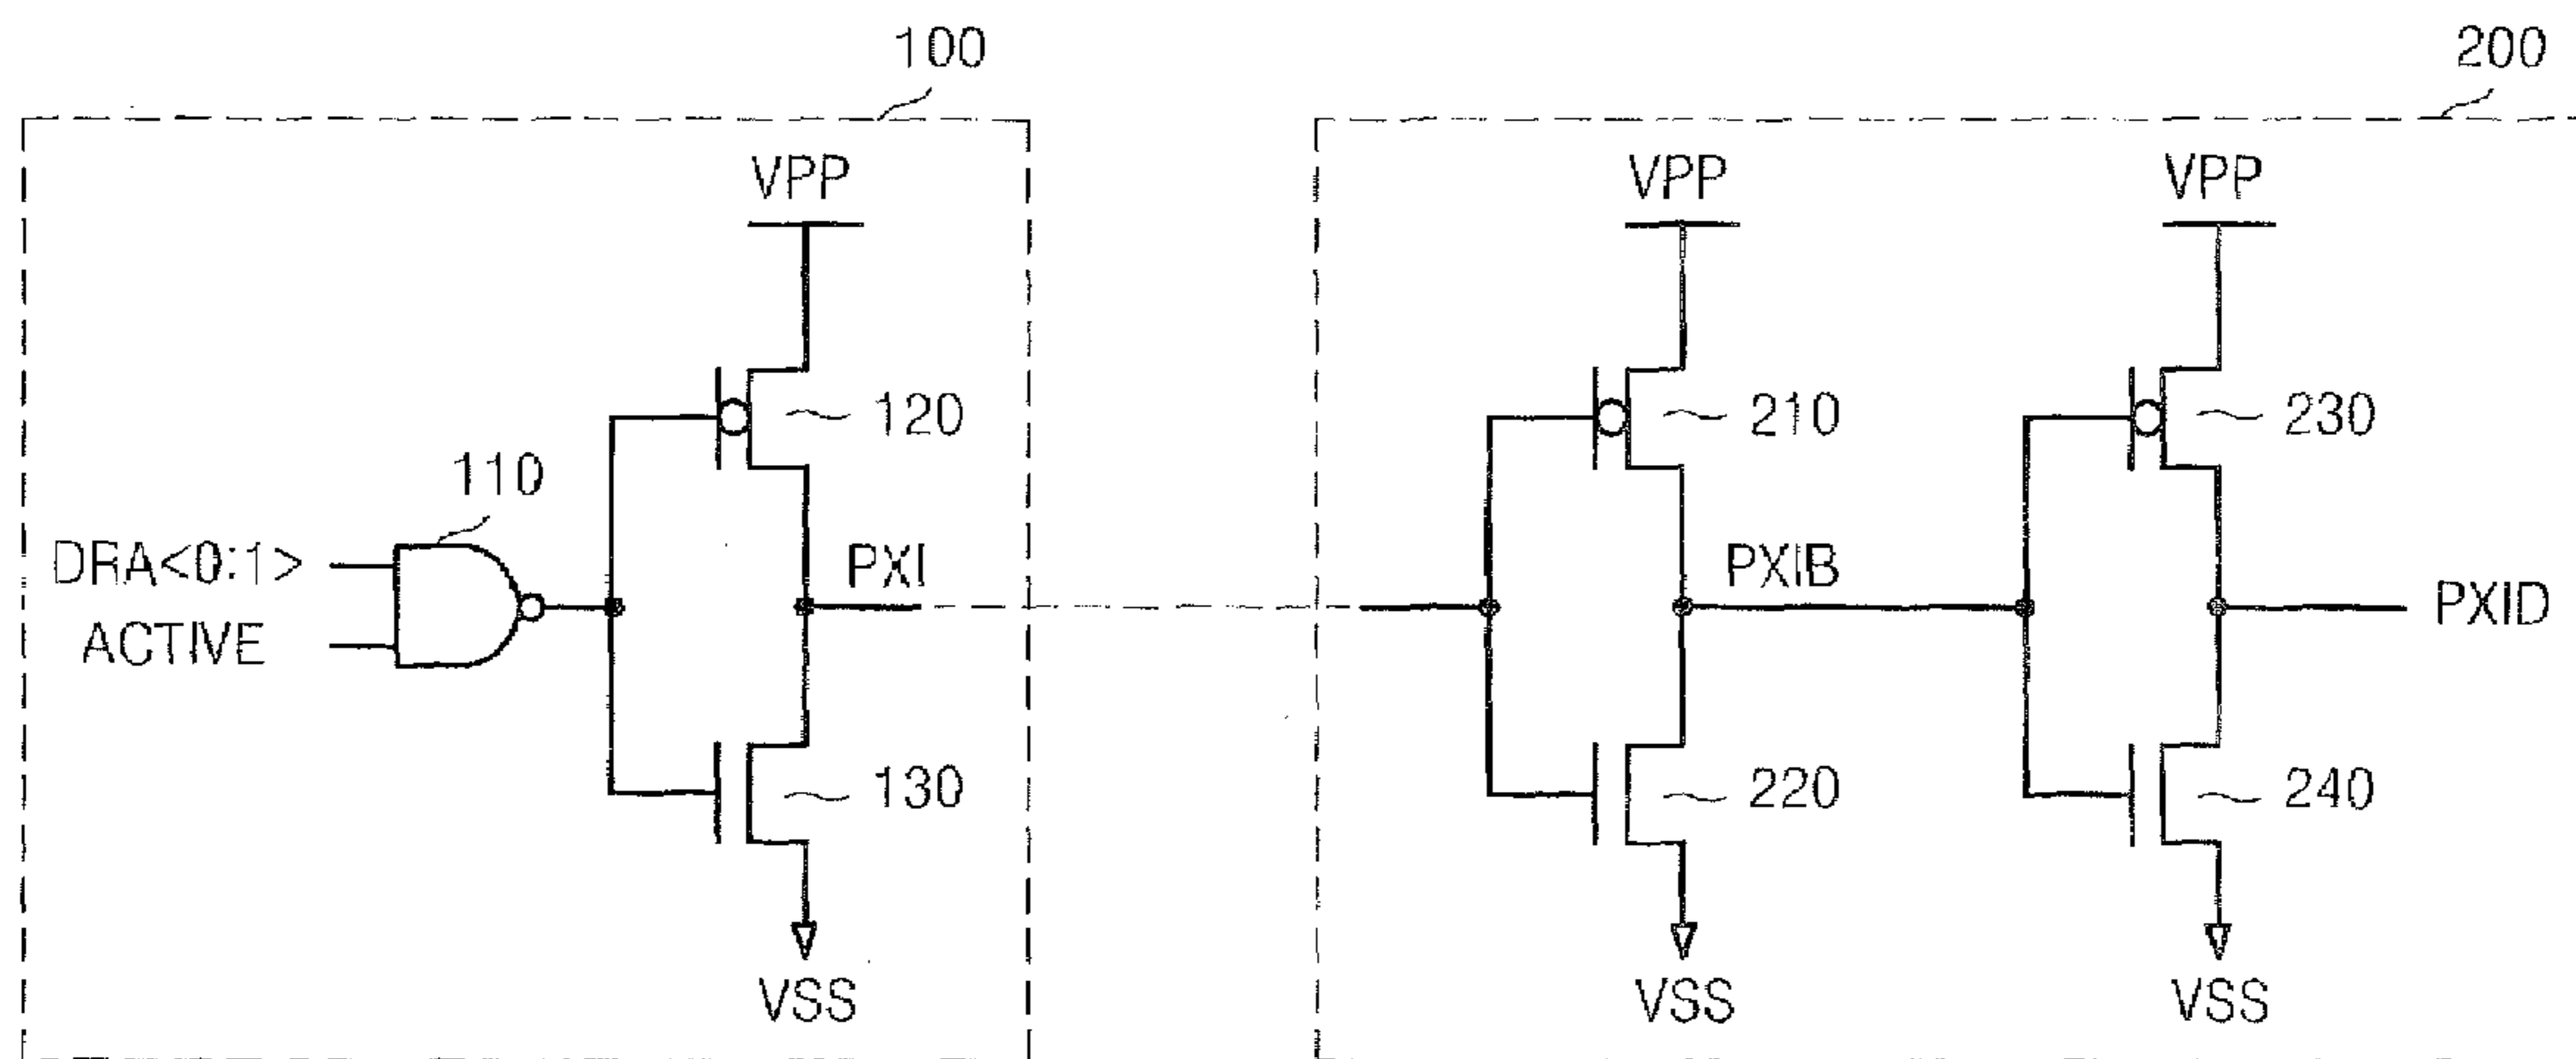 100
200
VPP
VPP
VPP
120
210
230
110
DRA<0:1>
PXI
PXIB
PXID
ACTIVE
130
220
240
VSS
VSS
VSS